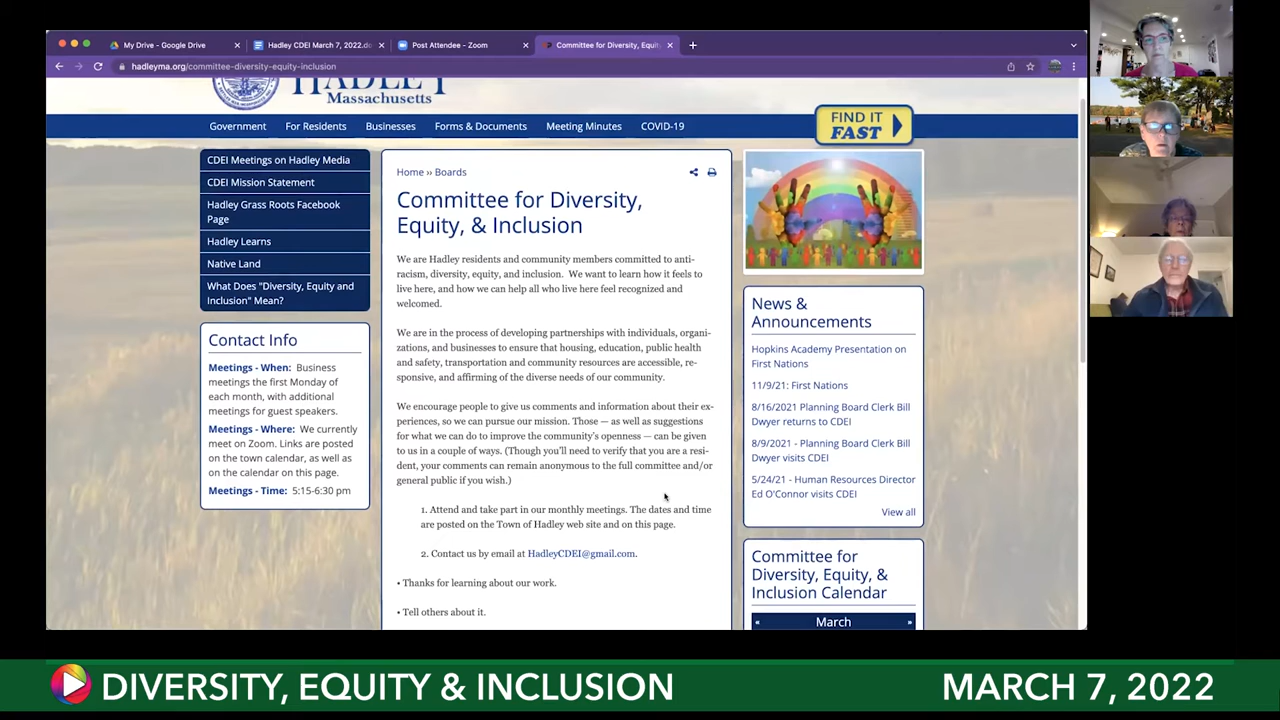 My Drive - Google Drive
Hadley CDEI March 7, 2022.do
Post Attendee - Zoom
Committee for Diversity, Equity
hadleyma.org/committee-diversity-equity-inclusion
HADLEY
Massachusetts
FIND IT
FAST
Government
For Residents
Businesses
Forms & Documents
Meeting Minutes
COVID-19
CDEI Meetings on Hadley Media
CDEI Mission Statement
Hadley Grass Roots Facebook
Page
Hadley Learns
Native Land
What Does "Diversity, Equity and
Inclusion" Mean?
Contact Info
Meetings - When: Business
meetings the first Monday of
each month, with additional
meetings for guest speakers.
Meetings - Where: We currently
meet on Zoom. Links are posted
on the town calendar, as well as
on the calendar on this page.
Meetings - Time: 5:15-6:30 pm
Home ›› Boards
Committee for Diversity,
Equity, & Inclusion
We are Hadley residents and community members committed to anti-
racism, diversity, equity, and inclusion. We want to learn how it feels to
live here, and how we can help all who live here feel recognized and
welcomed.
We are in the process of developing partnerships with individuals, organi-
zations, and businesses to ensure that housing, education, public health
and safety, transportation and community resources are accessible, re-
sponsive, and affirming of the diverse needs of our community.
We encourage people to give us comments and information about their ex-
periences, so we can pursue our mission. Those — as well as suggestions
for what we can do to improve the community's openness — can be given
to us in a couple of ways. (Though you'll need to verify that you are a resi-
dent, your comments can remain anonymous to the full committee and/or
general public if you wish.)
1. Attend and take part in our monthly meetings. The dates and time
are posted on the Town of Hadley web site and on this page.
2. Contact us by email at HadleyCDEI@gmail.com.
• Thanks for learning about our work.
• Tell others about it.
News &
Announcements
Hopkins Academy Presentation on
First Nations
11/9/21: First Nations
8/16/2021 Planning Board Clerk Bill
Dwyer returns to CDEI
8/9/2021 - Planning Board Clerk Bill
Dwyer visits CDEI
5/24/21 - Human Resources Director
Ed O'Connor visits CDEI
View all
Committee for
Diversity, Equity, &
Inclusion Calendar
« March »
DIVERSITY, EQUITY & INCLUSION
MARCH 7, 2022